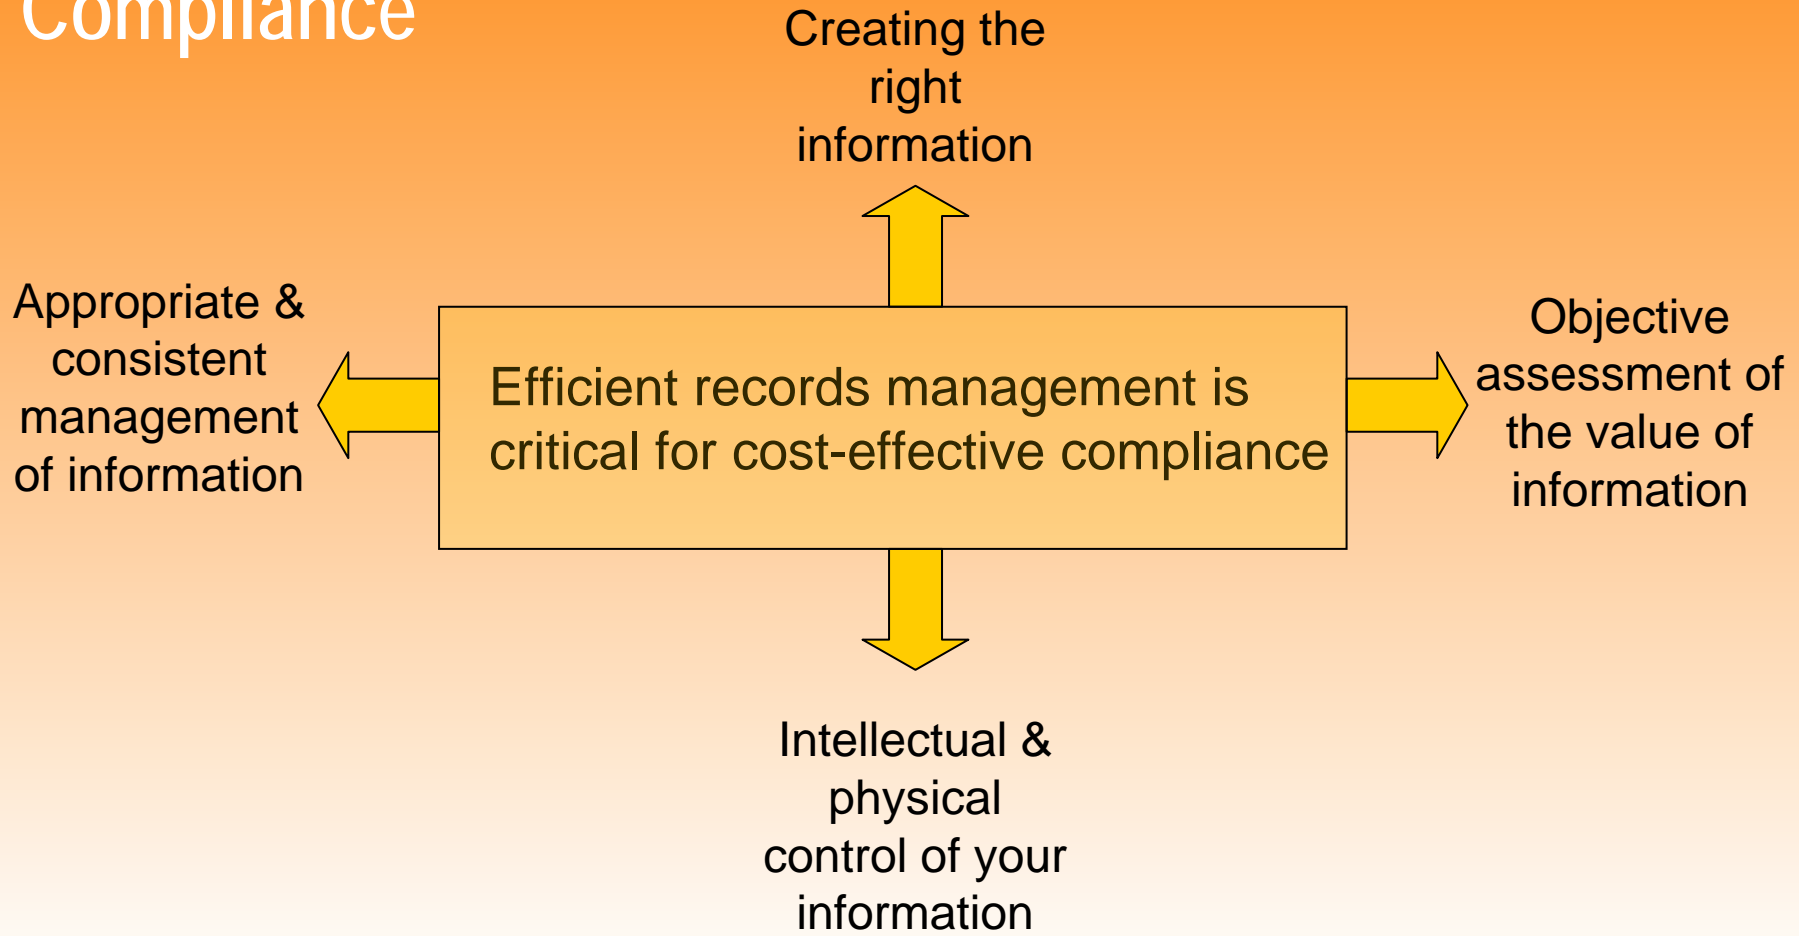 Compliance
Creating the
right
information
Appropriate &
consistent
management
of information
Efficient records management is
critical for cost-effective compliance
Objective
assessment of
the value of
information
Intellectual &
physical
control of your
information